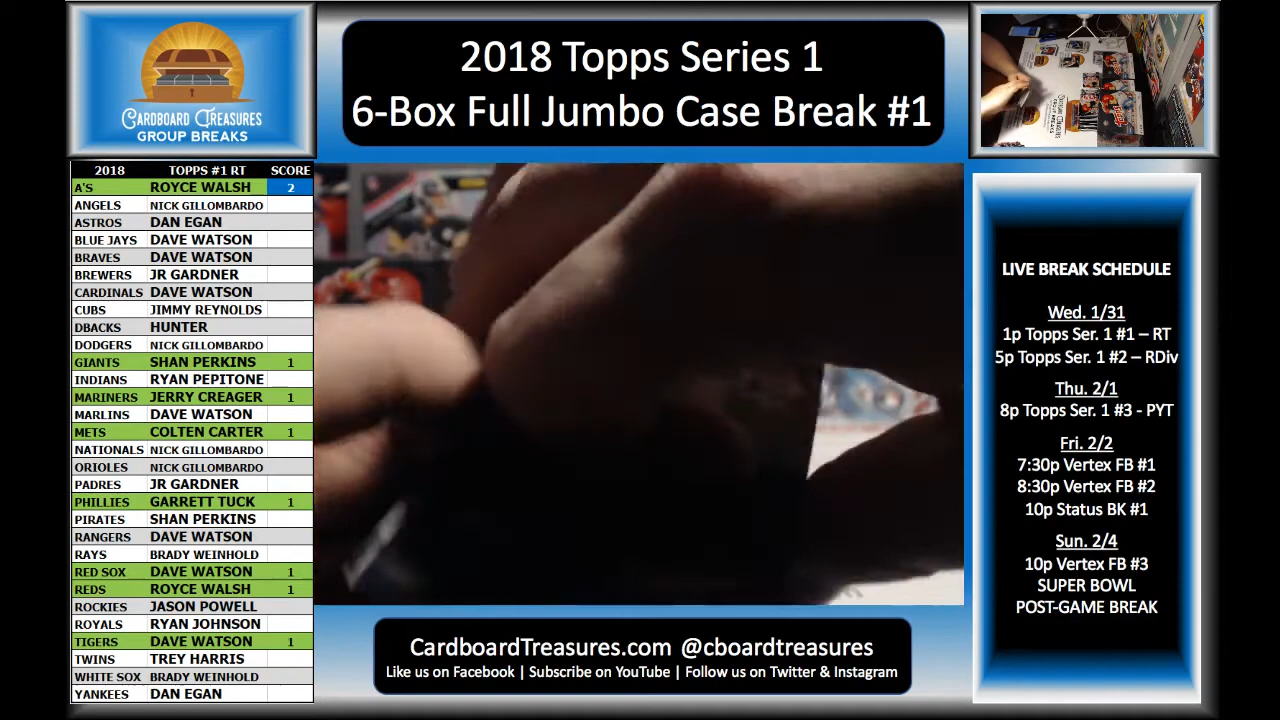 CARDBOARD TREASURES
GROUP BREAKS
2018 Topps Series 1
6-Box Full Jumbo Case Break #1
2018 TOPPS #1 RT SCORE
A'S ROYCE WALSH 2
ANGELS NICK GILLOMBARDO
ASTROS DAN EGAN
BLUE JAYS DAVE WATSON
BRAVES DAVE WATSON
BREWERS JR GARDNER
CARDINALS DAVE WATSON
CUBS JIMMY REYNOLDS
DBACKS HUNTER
DODGERS NICK GILLOMBARDO
GIANTS SHAN PERKINS 1
INDIANS RYAN PEPITONE
MARINERS JERRY CREAGER 1
MARLINS DAVE WATSON
METS COLTEN CARTER 1
NATIONALS NICK GILLOMBARDO
ORIOLES NICK GILLOMBARDO
PADRES JR GARDNER
PHILLIES GARRETT TUCK 1
PIRATES SHAN PERKINS
RANGERS DAVE WATSON
RAYS BRADY WEINHOLD
RED SOX DAVE WATSON 1
REDS ROYCE WALSH 1
ROCKIES JASON POWELL
ROYALS RYAN JOHNSON
TIGERS DAVE WATSON 1
TWINS TREY HARRIS
WHITE SOX BRADY WEINHOLD
YANKEES DAN EGAN
LIVE BREAK SCHEDULE
Wed. 1/31
1p Topps Ser. 1 #1 – RT
5p Topps Ser. 1 #2 – RDiv
Thu. 2/1
8p Topps Ser. 1 #3 - PYT
Fri. 2/2
7:30p Vertex FB #1
8:30p Vertex FB #2
10p Status BK #1
Sun. 2/4
10p Vertex FB #3
SUPER BOWL
POST-GAME BREAK
CardboardTreasures.com @cboardtreasures
Like us on Facebook | Subscribe on YouTube | Follow us on Twitter & Instagram